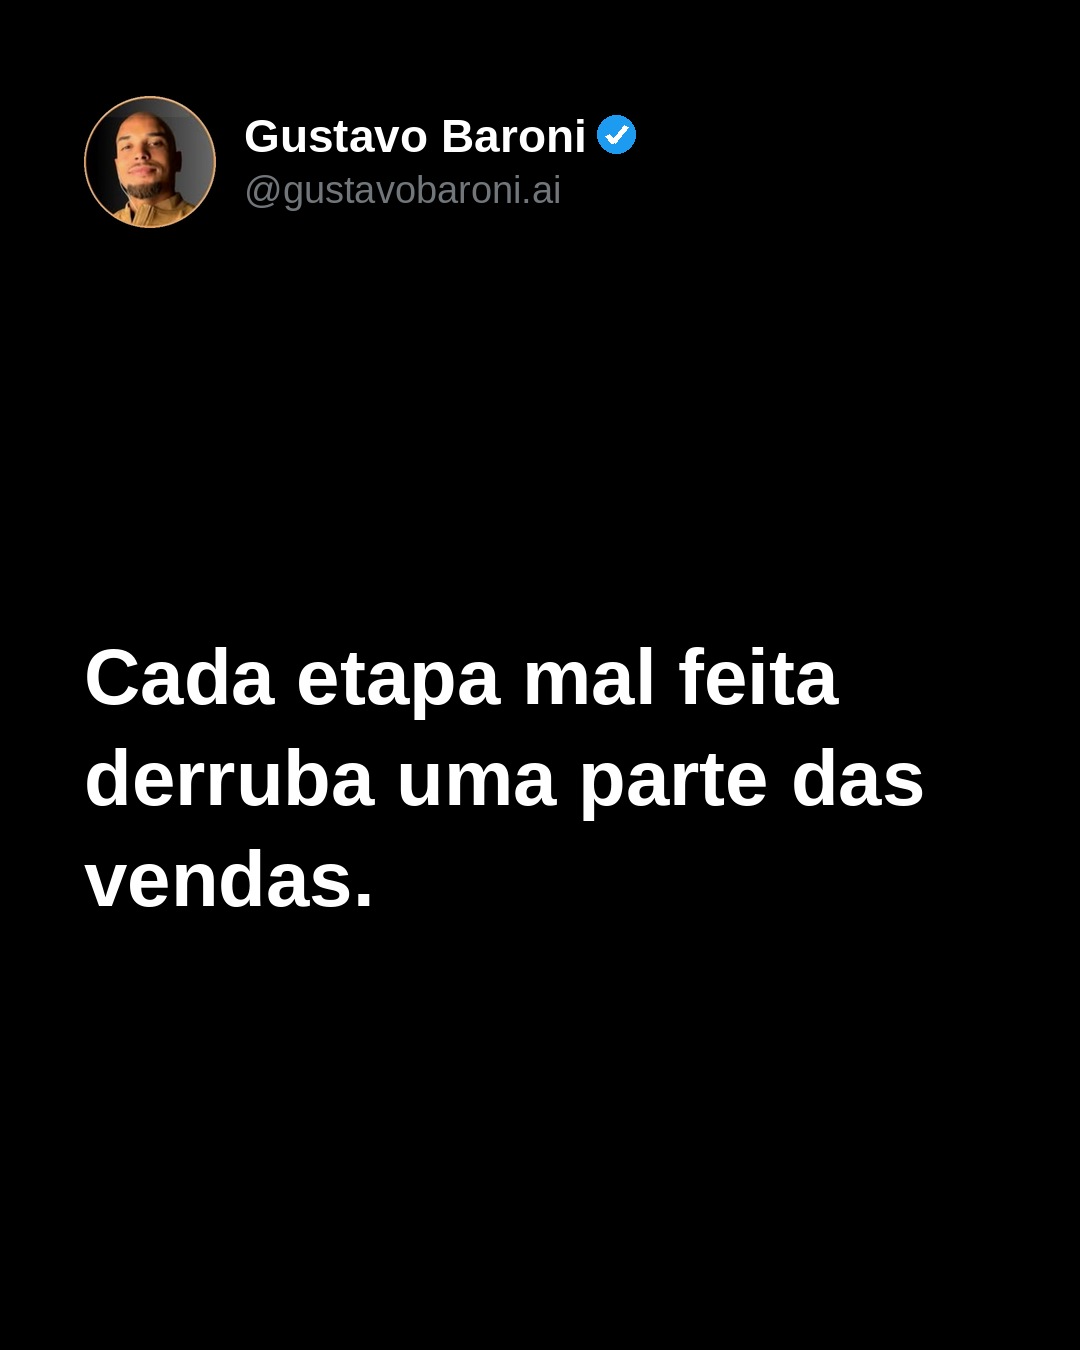 Gustavo Baroni
@gustavobaroni.ai
Cada etapa mal feita
derruba uma parte das
vendas.